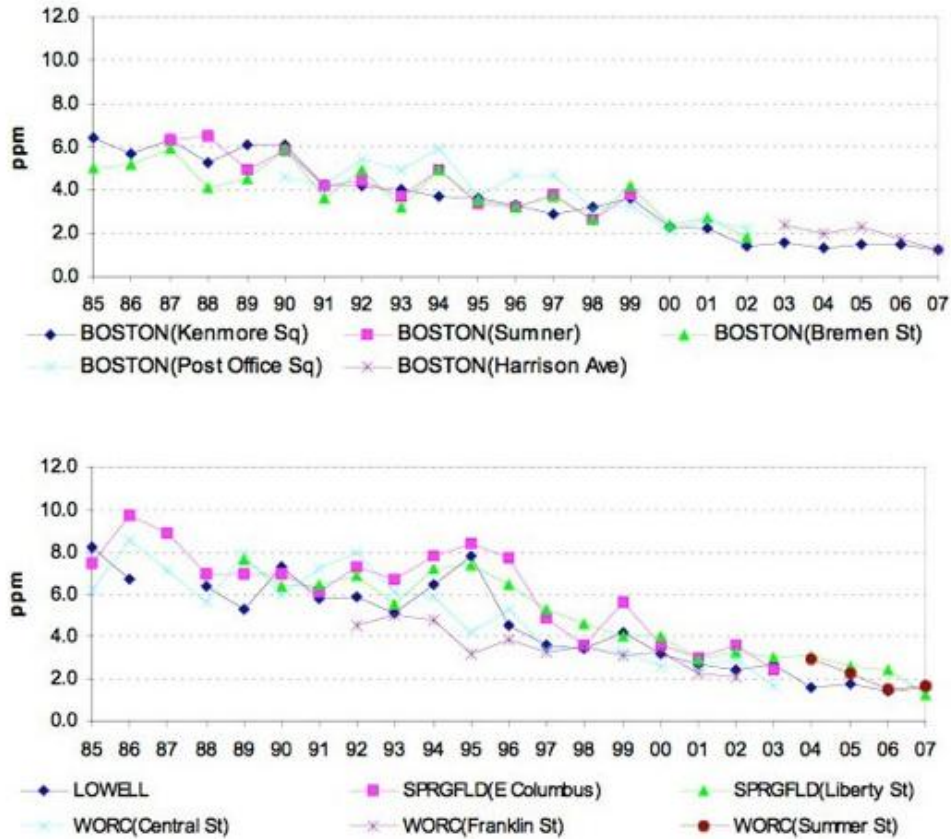 12.0
10.0
8.0
6.0
4.0
2.0
0.0
ppm
85 86 87 88 89 90 91 92 93 94 95 96 97 98 99 00 01 02 03 04 05 06 07
BOSTON(Kenmore Sq) BOSTON(Sumner) BOSTON(Bremen St)
BOSTON(Post Office Sq) BOSTON(Harrison Ave)
12.0
10.0
8.0
6.0
4.0
2.0
0.0
ppm
85 86 87 88 89 90 91 92 93 94 95 96 97 98 99 00 01 02 03 04 05 06 07
LOWELL SPRGFLD(E Columbus) SPRGFLD(Liberty St)
WORC(Central St) WORC(Franklin St) WORC(Summer St)